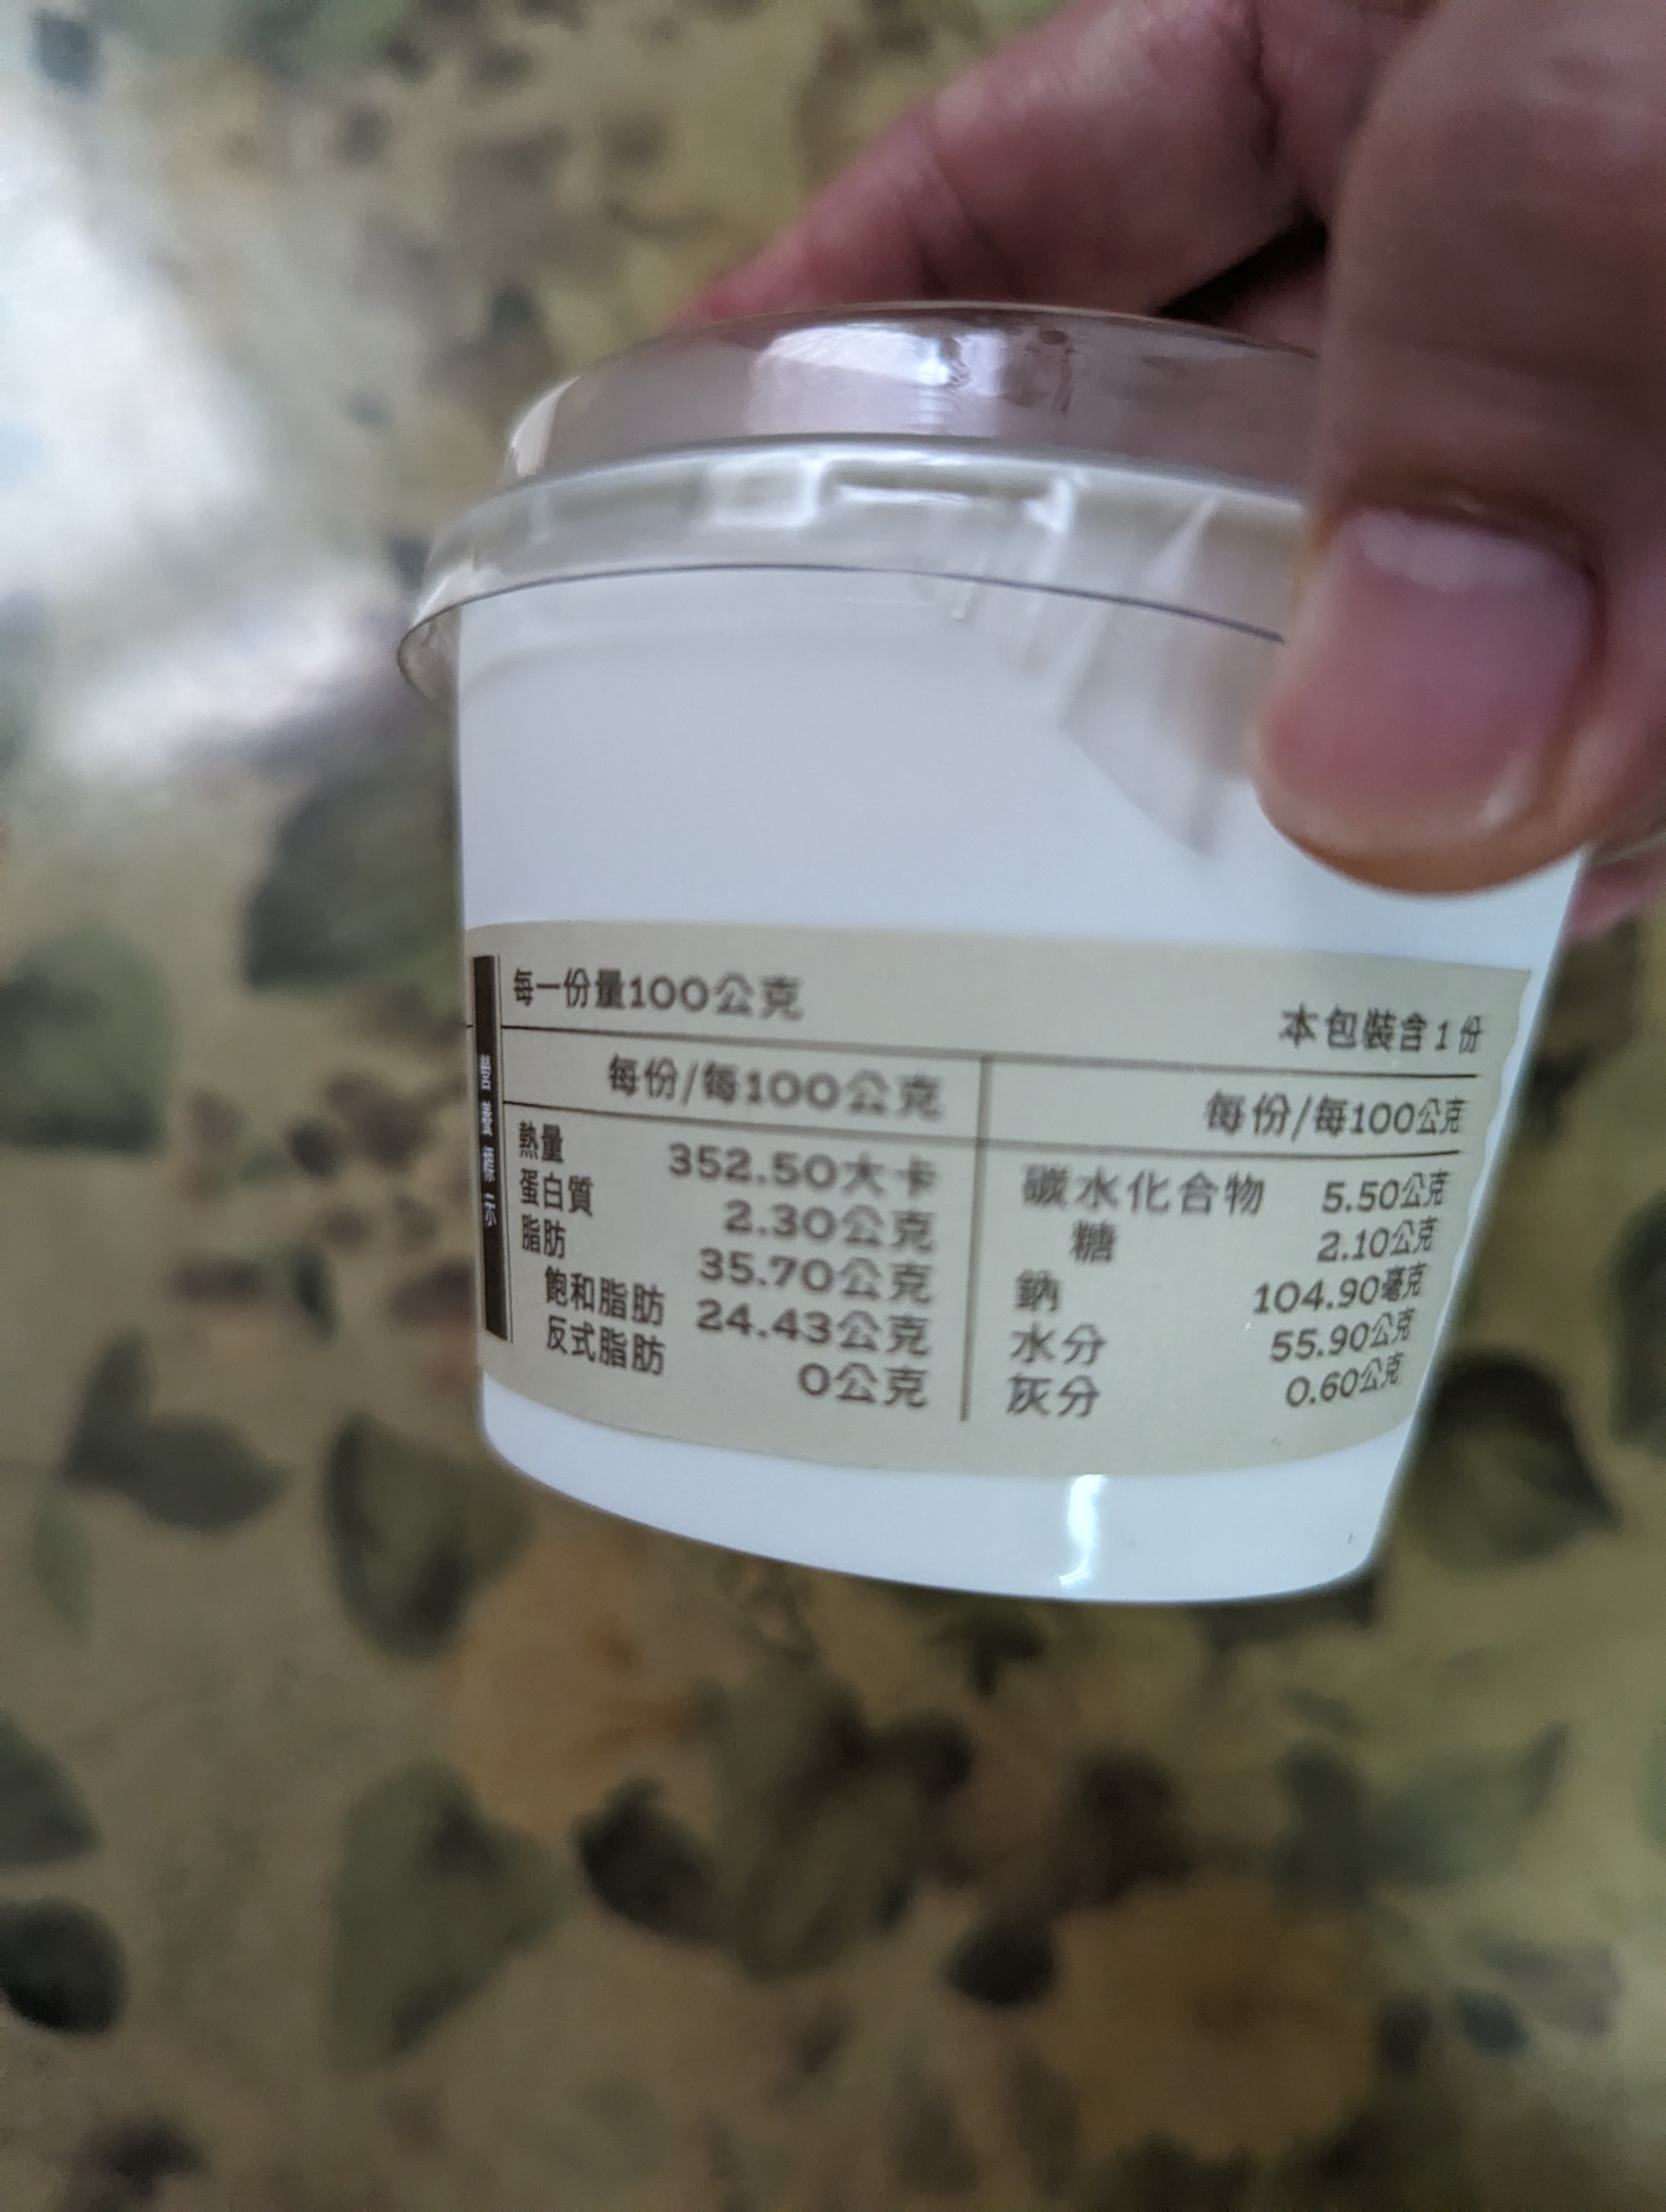 營養標示
每一份量100公克
本包裝含1份
每份/每100公克
熱量 352.50大卡
蛋白質 2.30公克
脂肪 35.70公克
飽和脂肪 24.43公克
反式脂肪 0公克
每份/每100公克
碳水化合物 5.50公克
糖 2.10公克
鈉 104.90毫克
水分 55.90公克
灰分 0.60公克